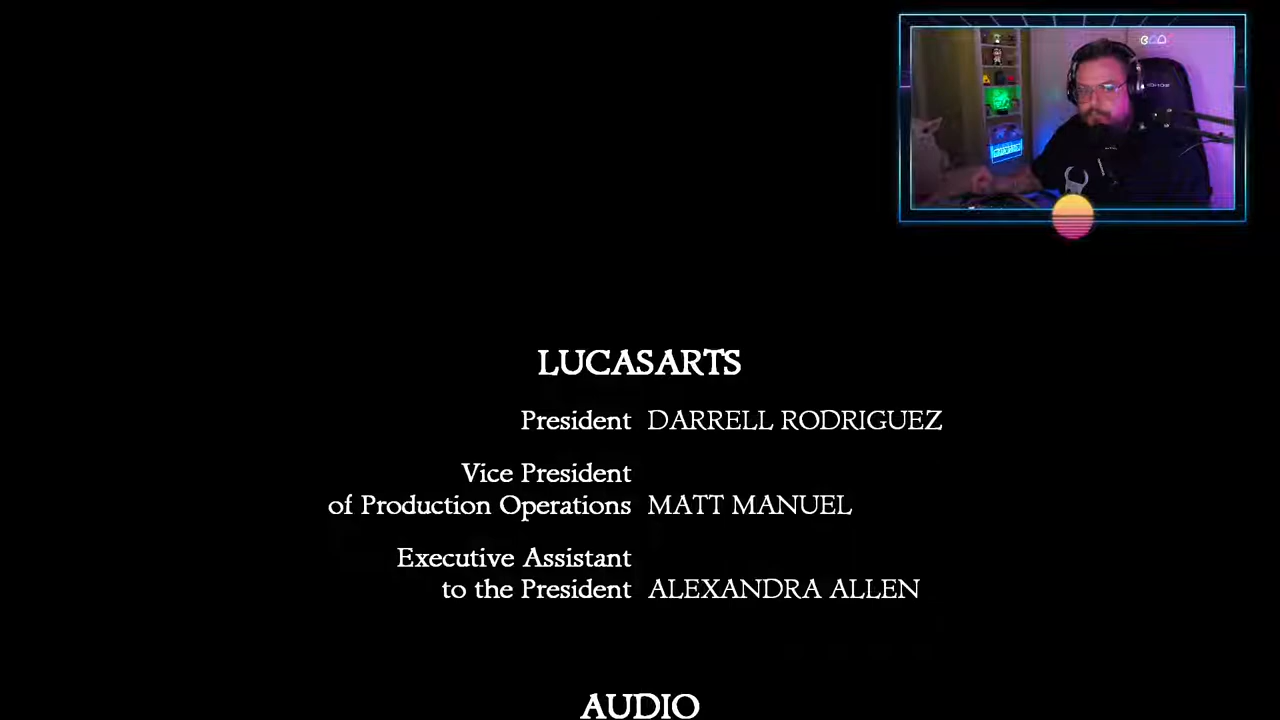 LUCASARTS
President DARRELL RODRIGUEZ
Vice President
of Production Operations MATT MANUEL
Executive Assistant
to the President ALEXANDRA ALLEN
AUDIO